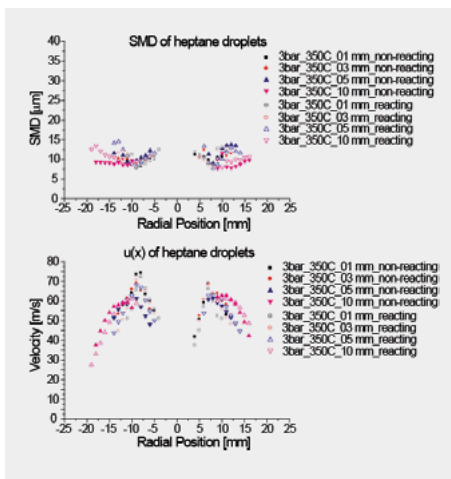 SMD of heptane droplets
40
35
30
25
20
15
10
5
0
SMD [µm]
3bar_350C_01 mm_non-reacting
3bar_350C_03 mm_non-reacting
3bar_350C_05 mm_non-reacting
3bar_350C_10 mm_non-reacting
3bar_350C_01 mm_reacting
3bar_350C_03 mm_reacting
3bar_350C_05 mm_reacting
3bar_350C_10 mm_reacting
-25 -20 -15 -10 -5 0 5 10 15 20 25
Radial Position [mm]
u(x) of heptane droplets
80
70
60
50
40
30
20
10
0
Velocity [m/s]
3bar_350C_01 mm_non-reacting
3bar_350C_03 mm_non-reacting
3bar_350C_05 mm_non-reacting
3bar_350C_10 mm_non-reacting
3bar_350C_01 mm_reacting
3bar_350C_03 mm_reacting
3bar_350C_05 mm_reacting
3bar_350C_10 mm_reacting
-25 -20 -15 -10 -5 0 5 10 15 20 25
Radial Position [mm]